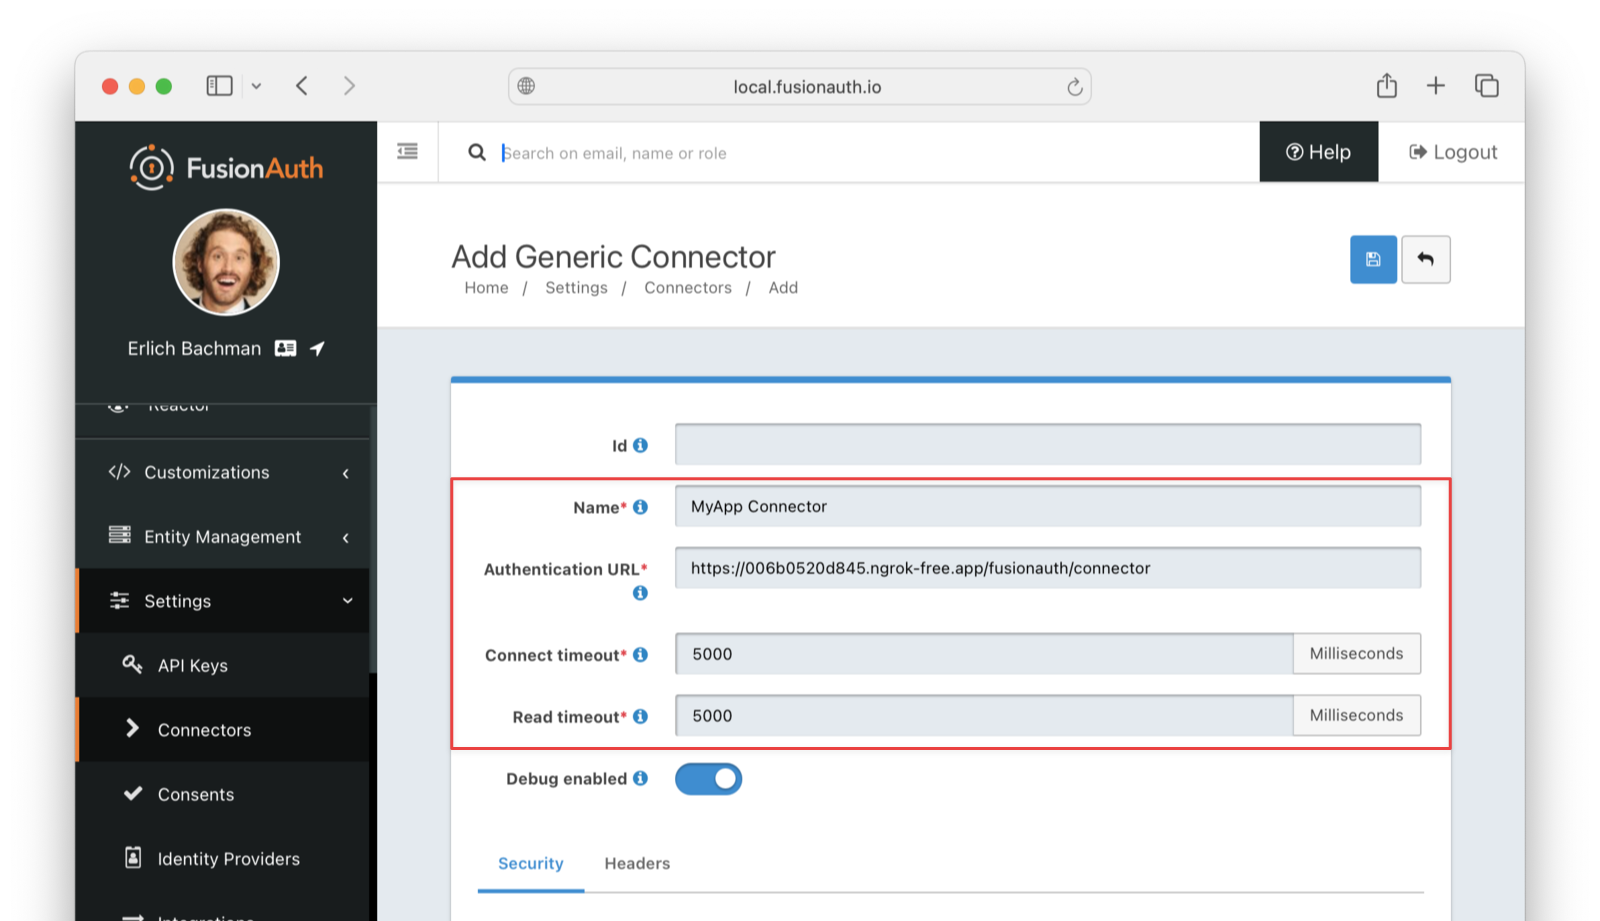 local.fusionauth.io
FusionAuth
Search on email, name or role
Help
Logout
Add Generic Connector
Home / Settings / Connectors / Add
Erlich Bachman
Reactor
Customizations
Entity Management
Settings
API Keys
Connectors
Consents
Identity Providers
Integrations
Id
Name* MyApp Connector
Authentication URL* https://006b0520d845.ngrok-free.app/fusionauth/connector
Connect timeout* 5000 Milliseconds
Read timeout* 5000 Milliseconds
Debug enabled
Security Headers